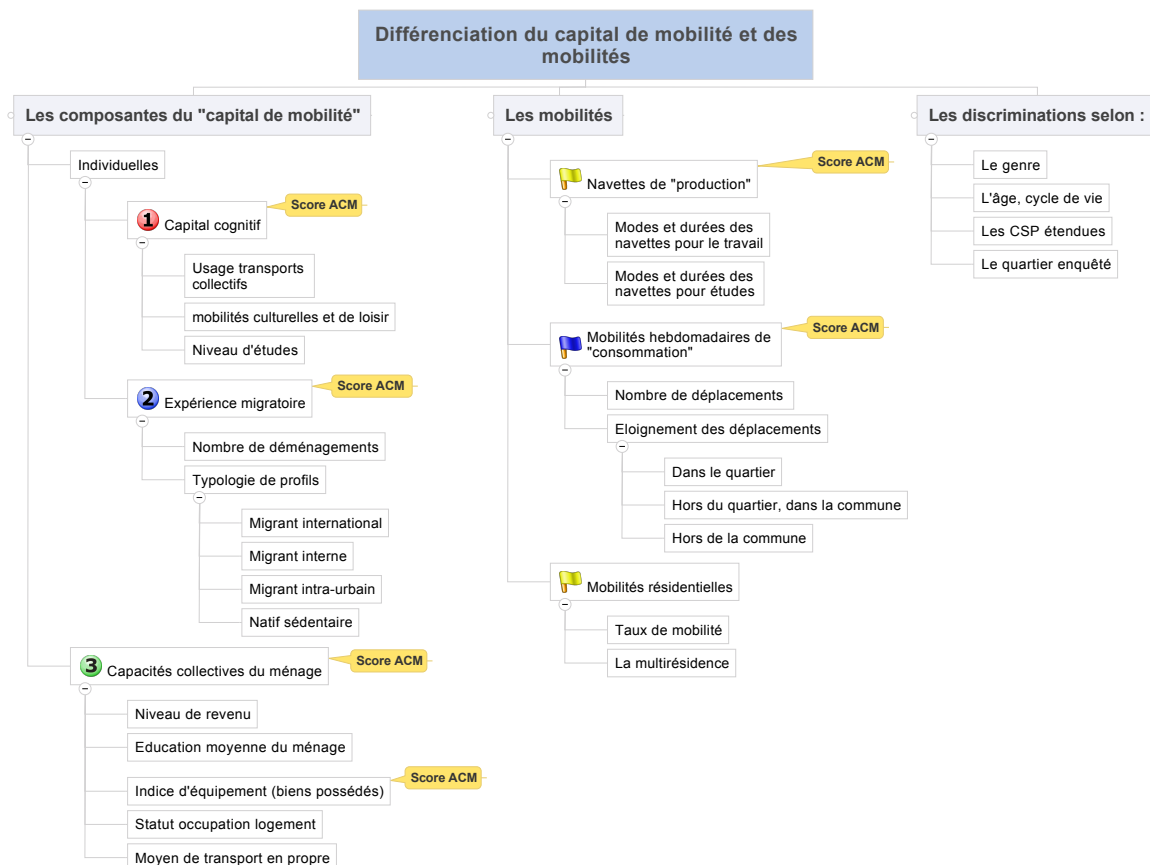 Différenciation du capital de mobilité et des
mobilités
Les composantes du "capital de mobilité"
Individuelles
Score ACM
1 Capital cognitif
Usage transports
collectifs
mobilités culturelles et de loisir
Niveau d'études
Score ACM
2 Expérience migratoire
Nombre de déménagements
Typologie de profils
Migrant international
Migrant interne
Migrant intra-urbain
Natif sédentaire
Score ACM
3 Capacités collectives du ménage
Niveau de revenu
Education moyenne du ménage
Score ACM
Indice d'équipement (biens possédés)
Statut occupation logement
Moyen de transport en propre
Les mobilités
Score ACM
Navettes de "production"
Modes et durées des
navettes pour le travail
Modes et durées des
navettes pour études
Score ACM
Mobilités hebdomadaires de
"consommation"
Nombre de déplacements
Eloignement des déplacements
Dans le quartier
Hors du quartier, dans la commune
Hors de la commune
Mobilités résidentielles
Taux de mobilité
La multirésidence
Les discriminations selon :
Le genre
L'âge, cycle de vie
Les CSP étendues
Le quartier enquêté